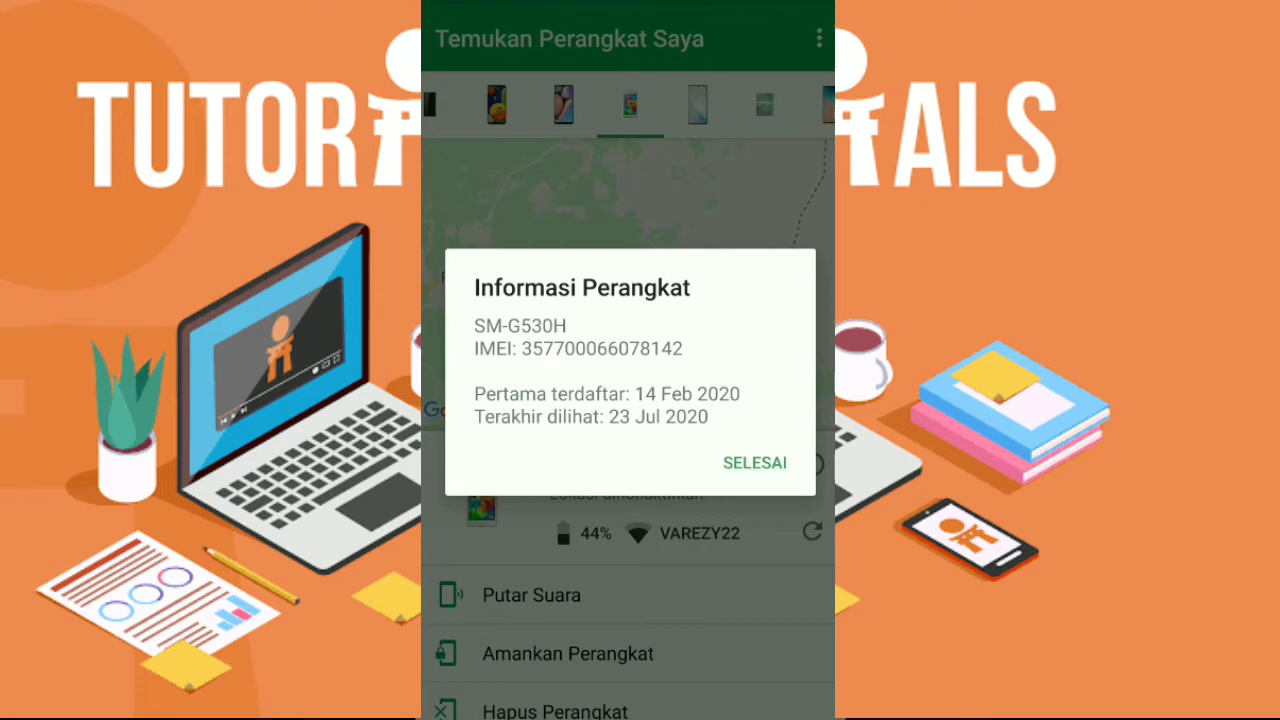 TUTOR
ALS
Temukan Perangkat Saya
Informasi Perangkat
SM-G530H
IMEI: 357700066078142
Pertama terdaftar: 14 Feb 2020
Terakhir dilihat: 23 Jul 2020
SELESAI
44%
VAREZY22
Putar Suara
Amankan Perangkat
Hapus Perangkat